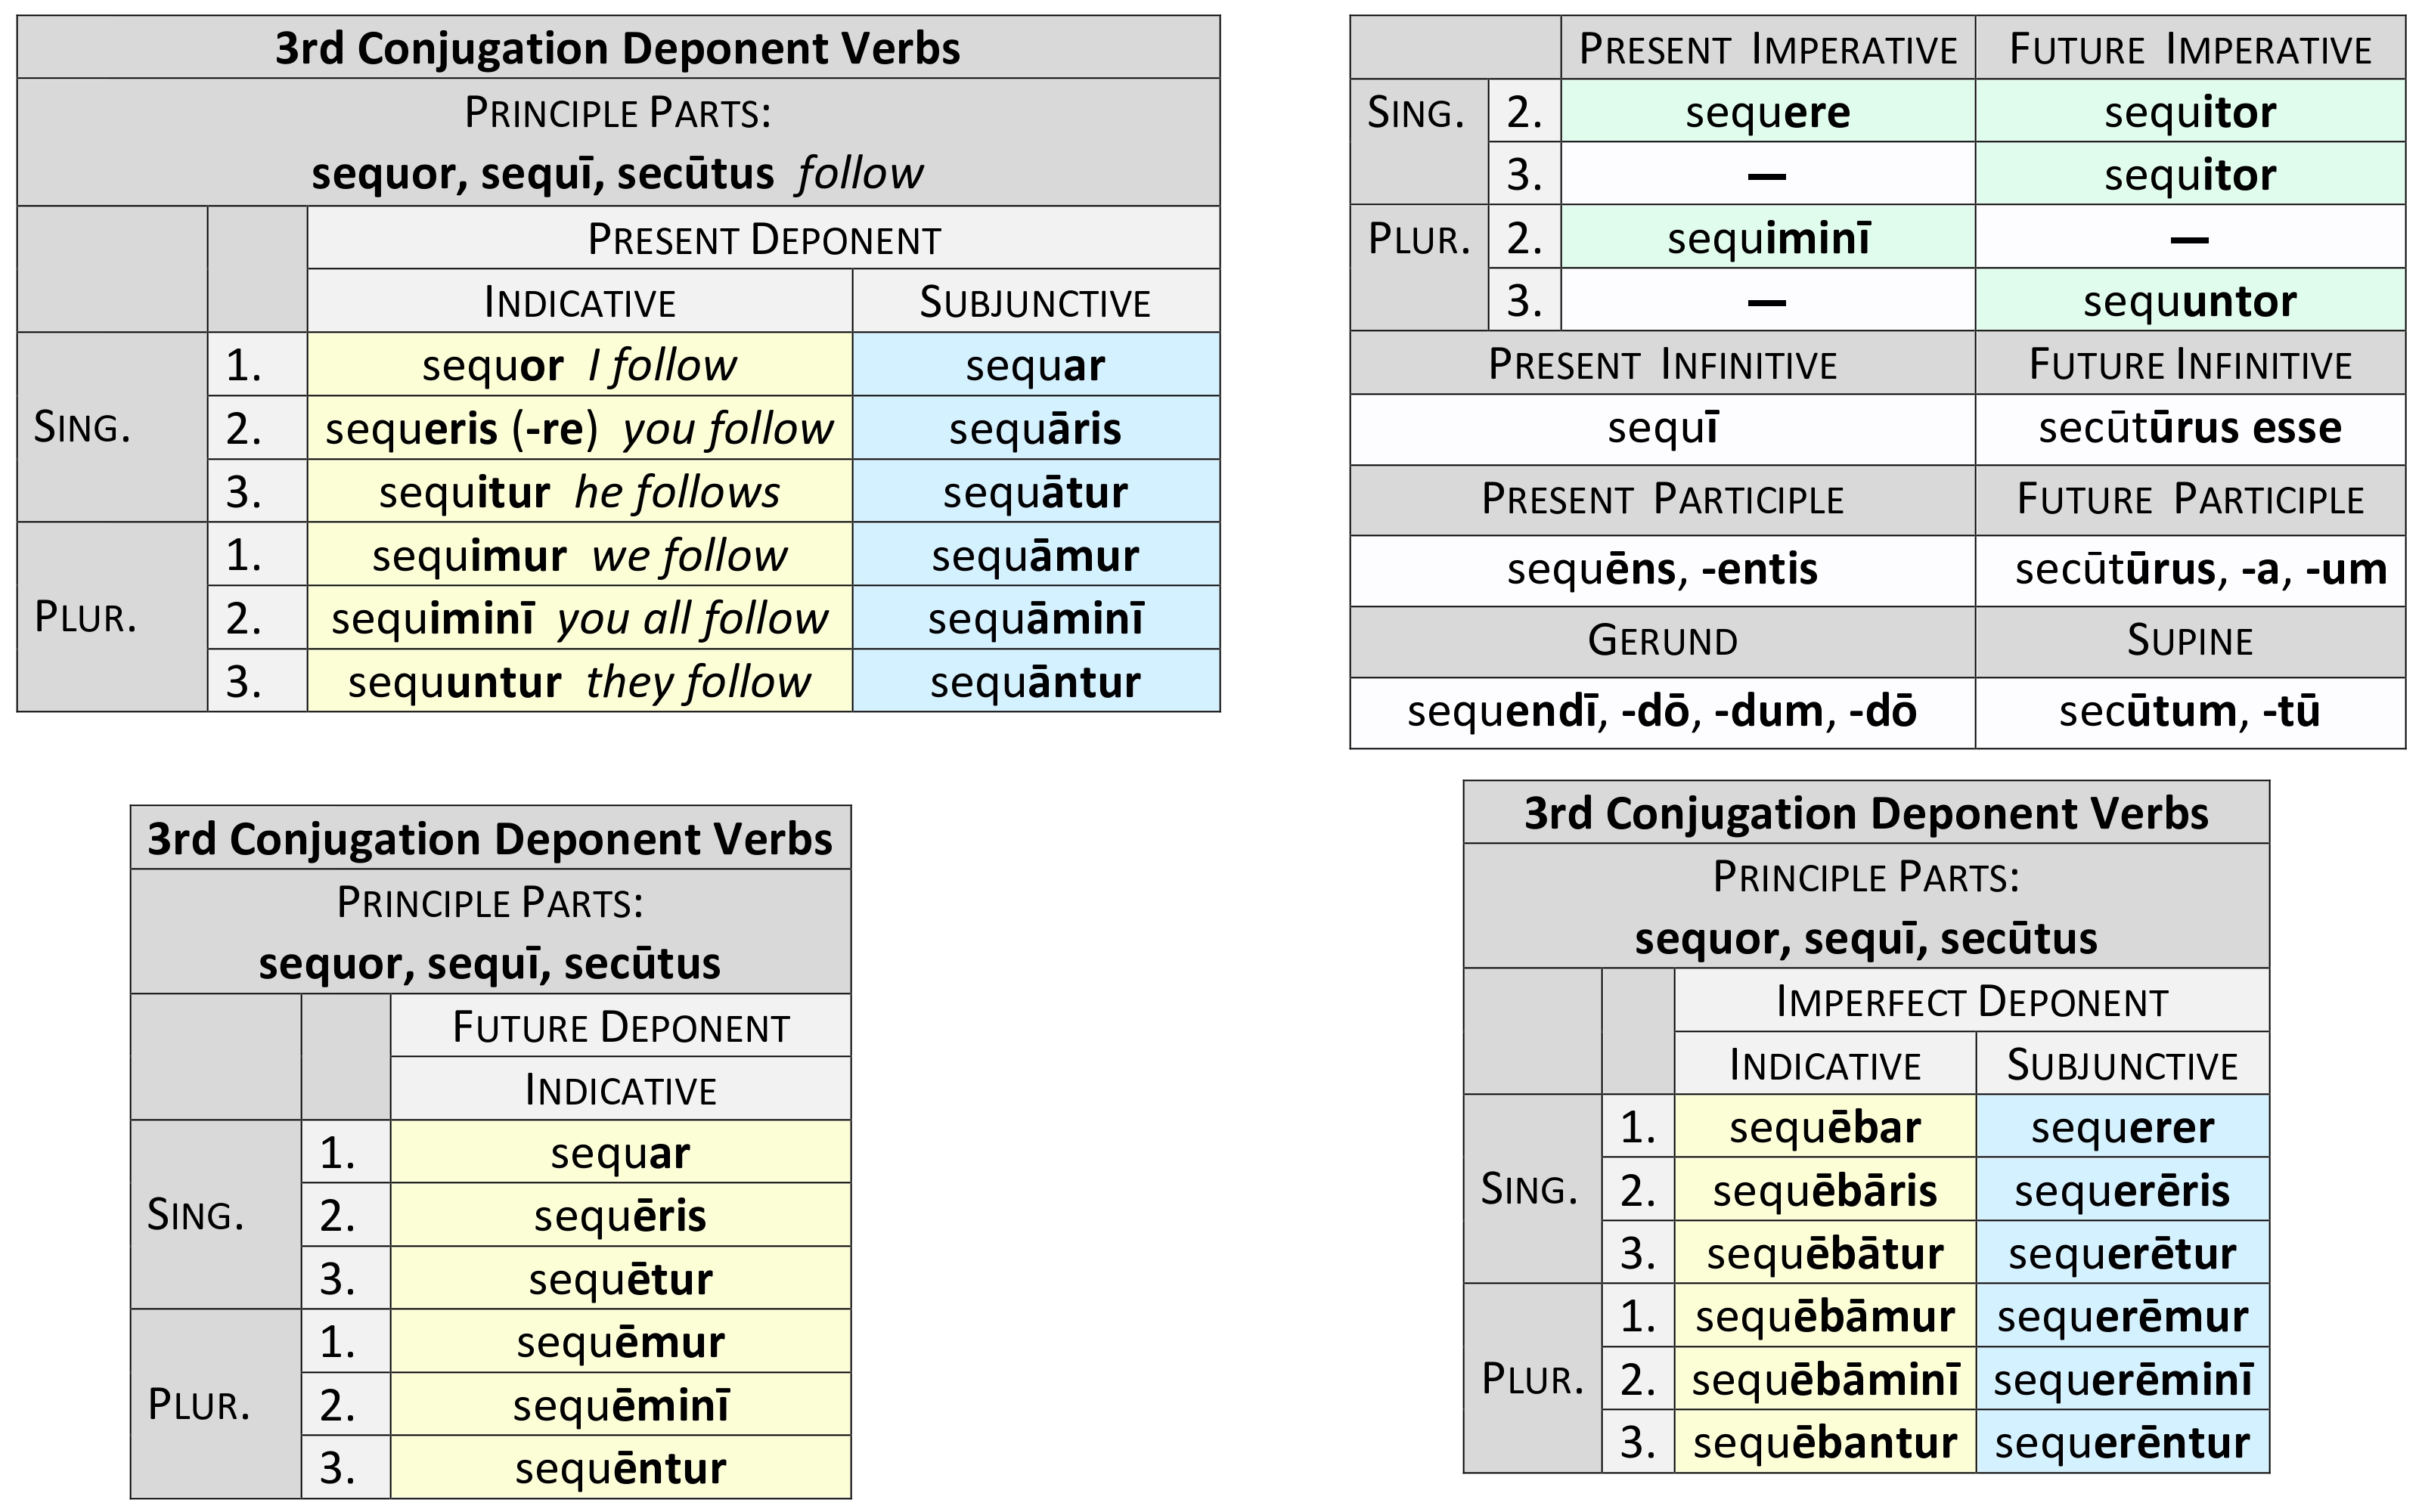 3rd Conjugation Deponent Verbs
PRINCIPLE PARTS:
sequor, sequī, secūtus follow
PRESENT DEPONENT
INDICATIVE SUBJUNCTIVE
SING. 1. sequor I follow sequar
2. sequeris (-re) you follow sequāris
3. sequitur he follows sequātur
PLUR. 1. sequimur we follow sequāmur
2. sequiminī you all follow sequāminī
3. sequuntur they follow sequāntur
PRESENT IMPERATIVE FUTURE IMPERATIVE
SING. 2. sequere sequitor
3. — sequitor
PLUR. 2. sequiminī —
3. — sequuntor
PRESENT INFINITIVE FUTURE INFINITIVE
sequī secūtūrus esse
PRESENT PARTICIPLE FUTURE PARTICIPLE
sequēns, -entis secūtūrus, -a, -um
GERUND SUPINE
sequendī, -dō, -dum, -dō secūtum, -tū
3rd Conjugation Deponent Verbs
PRINCIPLE PARTS:
sequor, sequī, secūtus
FUTURE DEPONENT
INDICATIVE
SING. 1. sequar
2. sequēris
3. sequētur
PLUR. 1. sequēmur
2. sequēminī
3. sequēntur
3rd Conjugation Deponent Verbs
PRINCIPLE PARTS:
sequor, sequī, secūtus
IMPERFECT DEPONENT
INDICATIVE SUBJUNCTIVE
SING. 1. sequēbar sequerer
2. sequēbāris sequerēris
3. sequēbātur sequerētur
PLUR. 1. sequēbāmur sequerēmur
2. sequēbāminī sequerēminī
3. sequēbantur sequerēntur